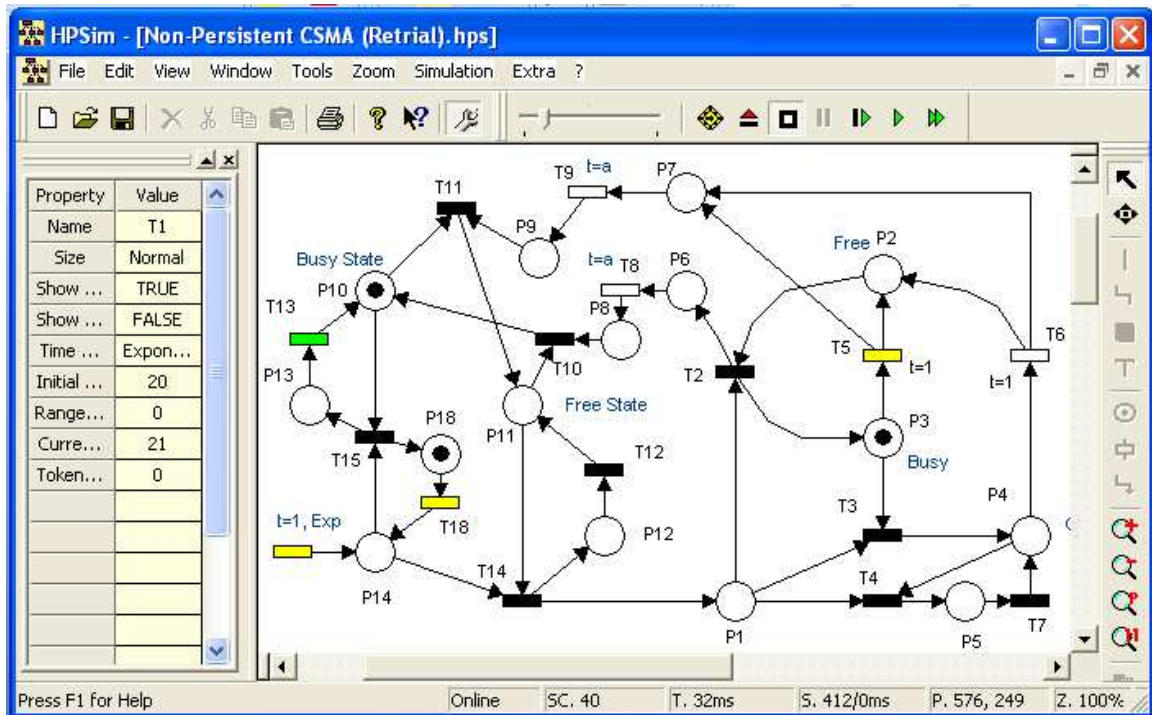 HPSim - [Non-Persistent CSMA (Retrial).hps]
File Edit View Window Tools Zoom Simulation Extra ?
Property Value
Name T1
Size Normal
Show ... TRUE
Show ... FALSE
Time ... Expon...
Initial ... 20
Range... 0
Curre... 21
Token... 0
T9 t=a P7
T11
P9
Free P2
Busy State
t=a T8 P6
P10
P8
T13
T6
T5
T10
t=1
t=1
T2
P13
P18
P11
Free State
P3
T15
T12
Busy
T3
P4
t=1, Exp
T18
P12
T14
T4
P14
P1
P5
T7
Press F1 for Help Online SC. 40 T. 32ms S. 412/0ms P. 576, 249 Z. 100%